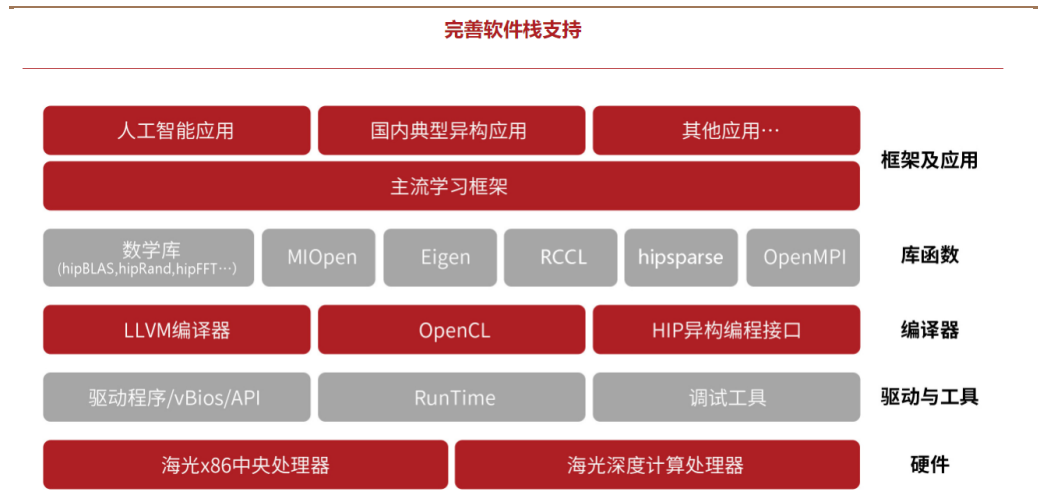 完善软件栈支持
人工智能应用
国内典型异构应用
其他应用…
框架及应用
主流学习框架
数学库
(hipBLAS,hipRand,hipFFT…)
MIOpen
Eigen
RCCL
hipsparse
OpenMPI
库函数
LLVM编译器
OpenCL
HIP异构编程接口
编译器
驱动程序/vBios/API
RunTime
调试工具
驱动与工具
海光x86中央处理器
海光深度计算处理器
硬件